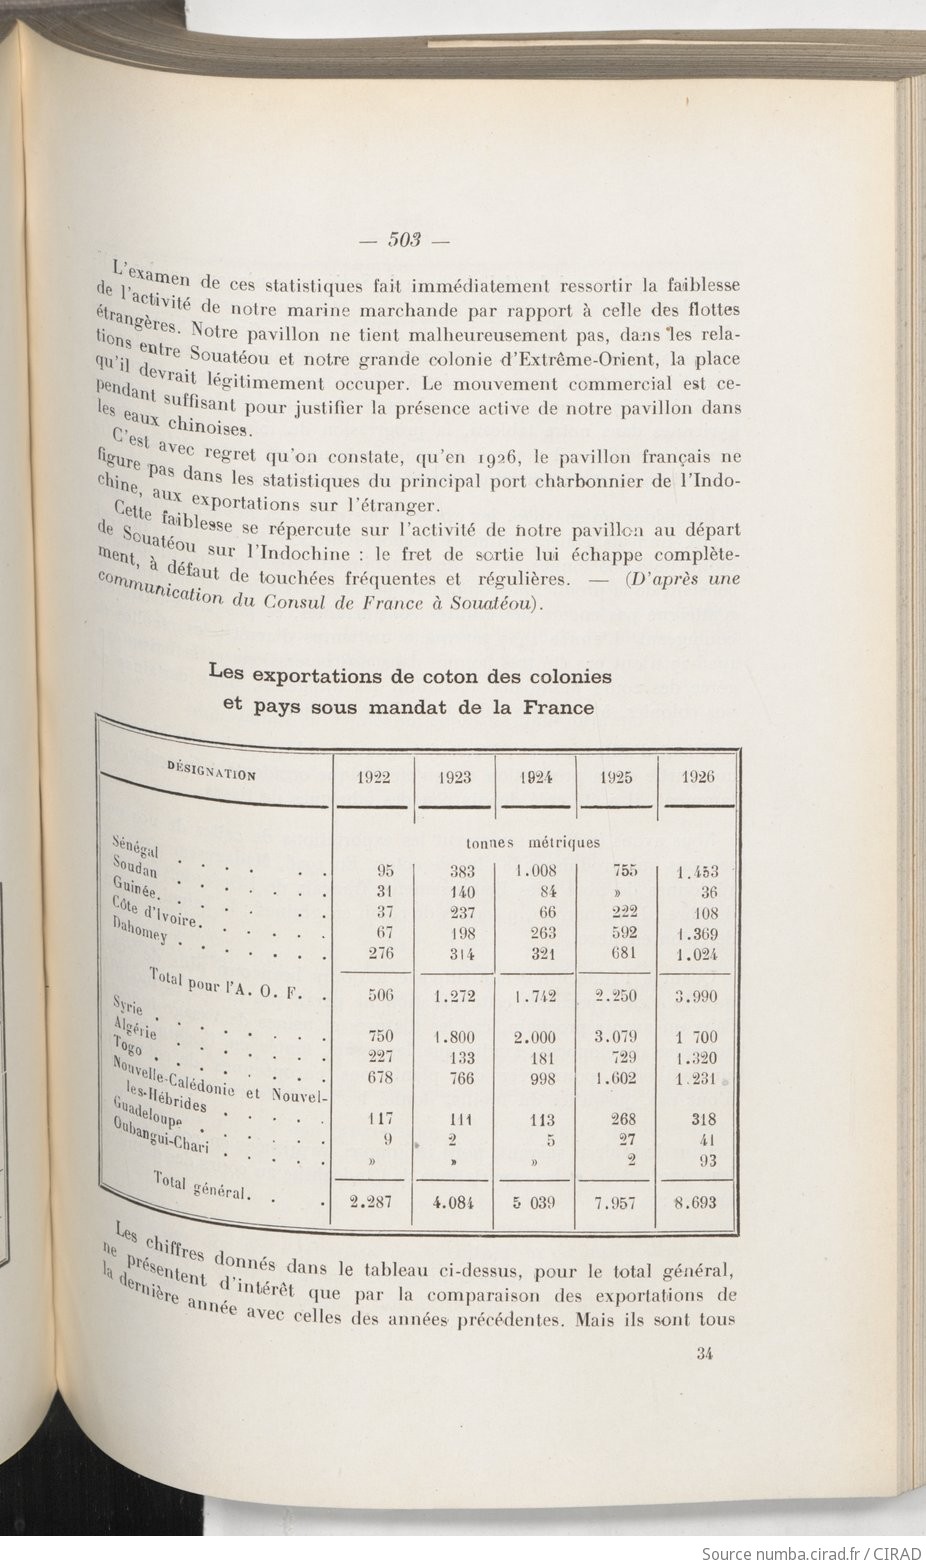 — 503 —
L'examen de ces statistiques fait immédiatement ressortir la faiblesse
de l'activité de notre marine marchande par rapport à celle des flottes
étrangères. Notre pavillon ne tient malheureusement pas, dans les rela-
tions entre Souatéou et notre grande colonie d'Extrême-Orient, la place
qu'il devrait légitimement occuper. Le mouvement commercial est ce-
pendant suffisant pour justifier la présence active de notre pavillon dans
les eaux chinoises.
C'est avec regret qu'on constate, qu'en 1926, le pavillon français ne
figure pas dans les statistiques du principal port charbonnier de l'Indo-
chine, aux exportations sur l'étranger.
Cette faiblesse se répercute sur l'activité de notre pavillon au départ
de Souatéou sur l'Indochine : le fret de sortie lui échappe complète-
ment, à défaut de touchées fréquentes et régulières. — (D'après une
communication du Consul de France à Souatéou).
Les exportations de coton des colonies
et pays sous mandat de la France
DÉSIGNATION 1922 1923 1924 1925 1926
tonnes métriques
Sénégal . . . . . . 95 383 1.008 755 1.453
Soudan . . . . . . . 31 140 84 » 36
Guinée. . . . . . . 37 237 66 222 108
Côte d'Ivoire. . . . . . 67 198 263 592 1.369
Dahomey . . . . . . 276 314 321 681 1.024
Total pour l'A. O. F. . 506 1.272 1.742 2.250 3.990
Syrie . . . . . . . 750 1.800 2.000 3.079 1 700
Algérie . . . . . . . 227 133 181 729 1.320
Togo . . . . . . . 678 766 998 1.602 1.231
Nouvelle-Calédonie et Nouvel-
les-Hébrides . . . . . 117 111 113 268 318
Guadeloupe . . . . . . 9 2 5 27 41
Oubangui-Chari . . . . . » » » 2 93
Total général. . . 2.287 4.084 5 039 7.957 8.693
Les chiffres donnés dans le tableau ci-dessus, pour le total général,
ne présentent d'intérêt que par la comparaison des exportations de
la dernière année avec celles des années précédentes. Mais ils sont tous
34
Source numba.cirad.fr / CIRAD